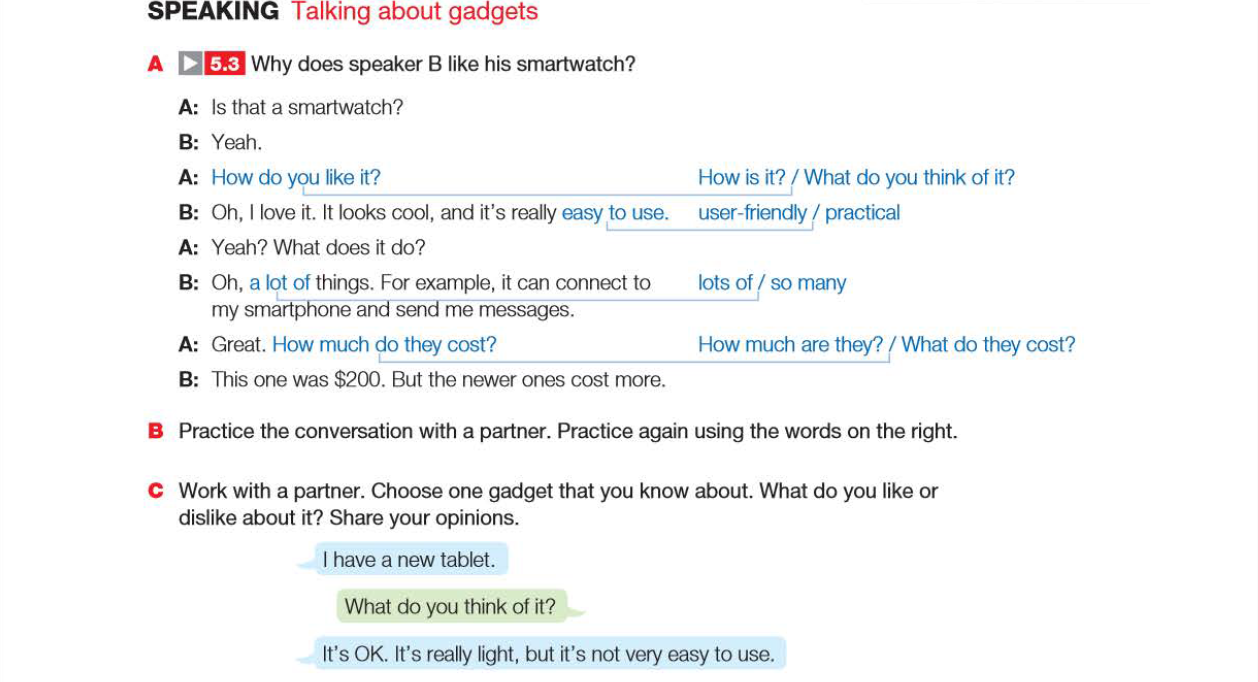 SPEAKING Talking about gadgets
A 5.3 Why does speaker B like his smartwatch?
A: Is that a smartwatch?
B: Yeah.
A: How do you like it? How is it? / What do you think of it?
B: Oh, I love it. It looks cool, and it's really easy to use. user-friendly / practical
A: Yeah? What does it do?
B: Oh, a lot of things. For example, it can connect to lots of / so many
my smartphone and send me messages.
A: Great. How much do they cost? How much are they? / What do they cost?
B: This one was $200. But the newer ones cost more.
B Practice the conversation with a partner. Practice again using the words on the right.
C Work with a partner. Choose one gadget that you know about. What do you like or
dislike about it? Share your opinions.
I have a new tablet.
What do you think of it?
It's OK. It's really light, but it's not very easy to use.